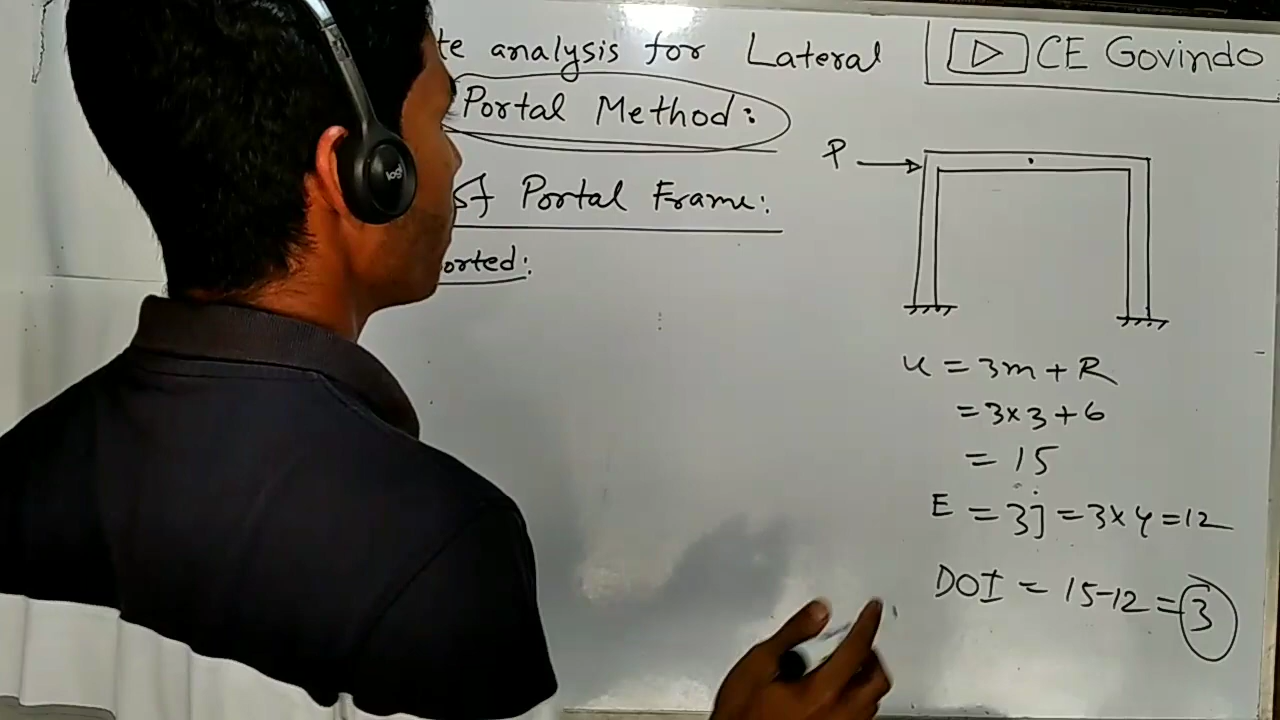 te analysis for Lateral
CE Govindo
Portal Method:
P
of Portal Frame:
orted:
logi
u = 3m + R
= 3x3 + 6
= 15
E = 3j = 3x4 = 12
DOI = 15-12 = 3